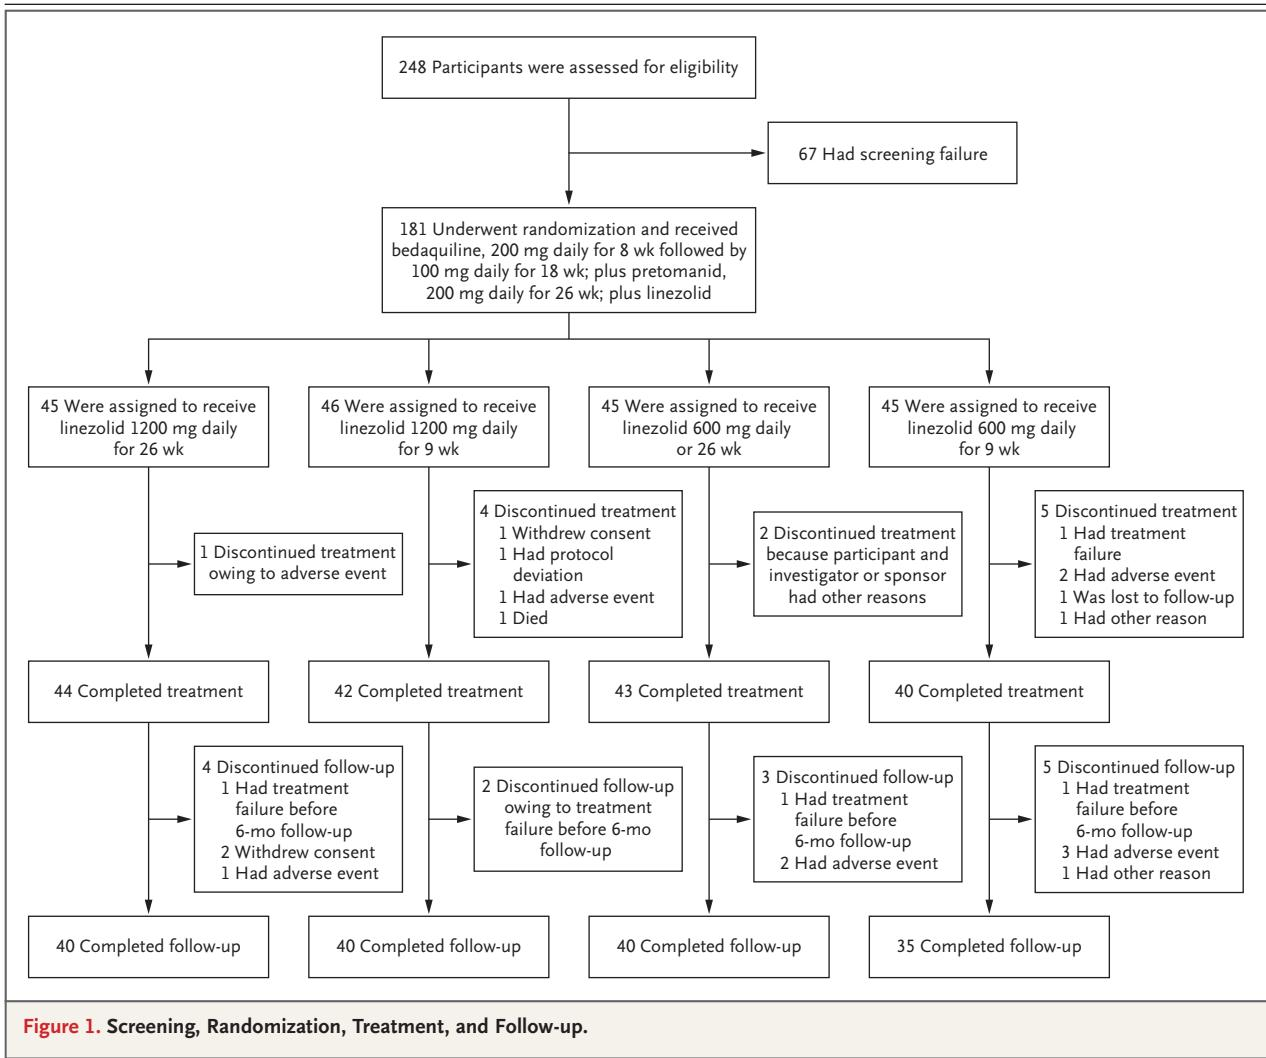 248 Participants were assessed for eligibility
67 Had screening failure
181 Underwent randomization and received
bedaquiline, 200 mg daily for 8 wk followed by
100 mg daily for 18 wk; plus pretomanid,
200 mg daily for 26 wk; plus linezolid
45 Were assigned to receive
linezolid 1200 mg daily
for 26 wk
46 Were assigned to receive
linezolid 1200 mg daily
for 9 wk
45 Were assigned to receive
linezolid 600 mg daily
or 26 wk
45 Were assigned to receive
linezolid 600 mg daily
for 9 wk
1 Discontinued treatment
owing to adverse event
4 Discontinued treatment
1 Withdrew consent
1 Had protocol
deviation
1 Had adverse event
1 Died
2 Discontinued treatment
because participant and
investigator or sponsor
had other reasons
5 Discontinued treatment
1 Had treatment
failure
2 Had adverse event
1 Was lost to follow-up
1 Had other reason
44 Completed treatment
42 Completed treatment
43 Completed treatment
40 Completed treatment
4 Discontinued follow-up
1 Had treatment
failure before
6-mo follow-up
2 Withdrew consent
1 Had adverse event
2 Discontinued follow-up
owing to treatment
failure before 6-mo
follow-up
3 Discontinued follow-up
1 Had treatment
failure before
6-mo follow-up
2 Had adverse event
5 Discontinued follow-up
1 Had treatment
failure before
6-mo follow-up
3 Had adverse event
1 Had other reason
40 Completed follow-up
40 Completed follow-up
40 Completed follow-up
35 Completed follow-up
Figure 1. Screening, Randomization, Treatment, and Follow-up.